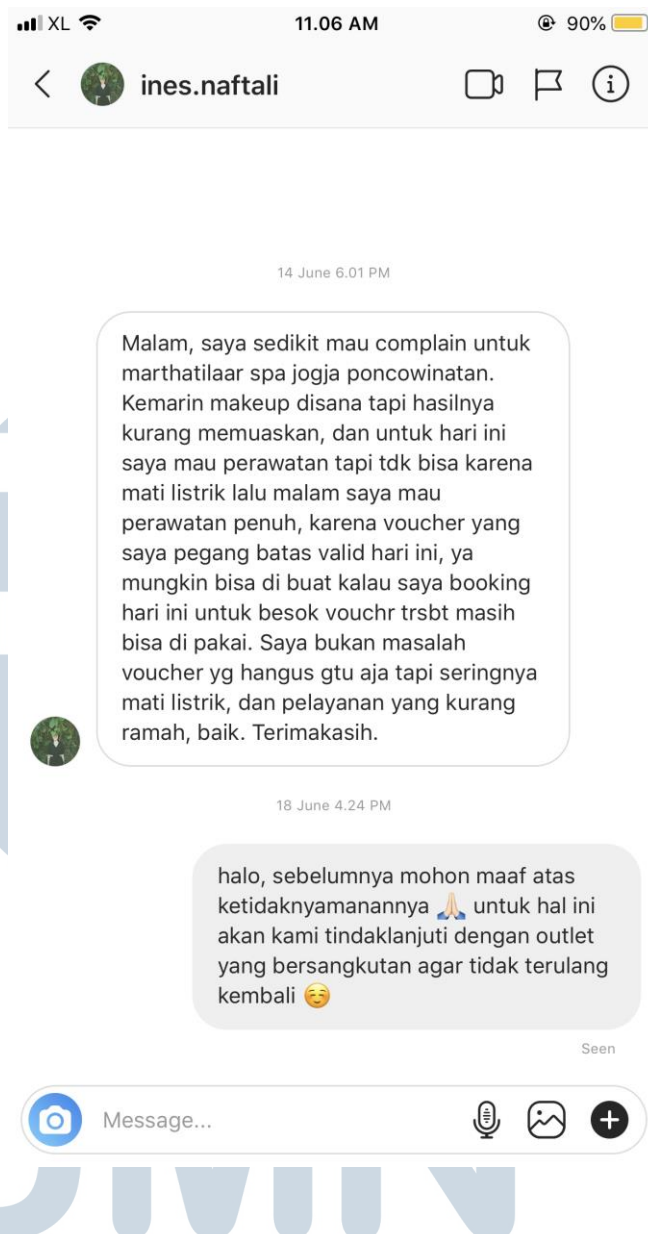 XL 11.06 AM 90%
ines.naftali
14 June 6.01 PM
Malam, saya sedikit mau complain untuk
marthatilaar spa jogja poncowinatan.
Kemarin makeup disana tapi hasilnya
kurang memuaskan, dan untuk hari ini
saya mau perawatan tapi tdk bisa karena
mati listrik lalu malam saya mau
perawatan penuh, karena voucher yang
saya pegang batas valid hari ini, ya
mungkin bisa di buat kalau saya booking
hari ini untuk besok vouchr trsbt masih
bisa di pakai. Saya bukan masalah
voucher yg hangus gtu aja tapi seringnya
mati listrik, dan pelayanan yang kurang
ramah, baik. Terimakasih.
18 June 4.24 PM
halo, sebelumnya mohon maaf atas
ketidaknyamanannya 🙏🏻 untuk hal ini
akan kami tindaklanjuti dengan outlet
yang bersangkutan agar tidak terulang
kembali ☺️
Seen
Message...